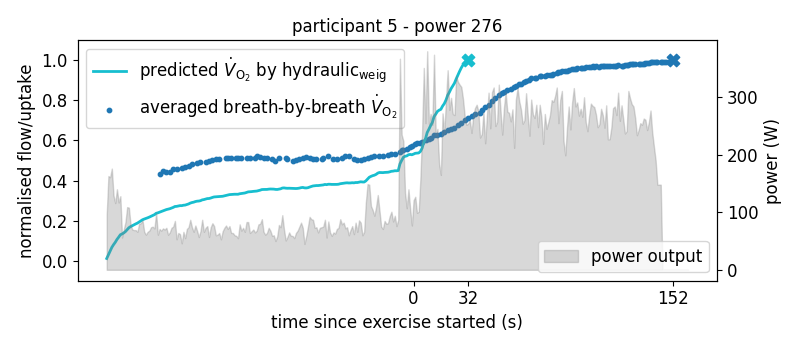 participant 5 - power 276
predicted V̇O₂ by hydraulic_weig
averaged breath-by-breath V̇O₂
normalised flow/uptake
1.0
0.8
0.6
0.4
0.2
0.0
300
200
100
0
power (W)
power output
0 32 152
time since exercise started (s)